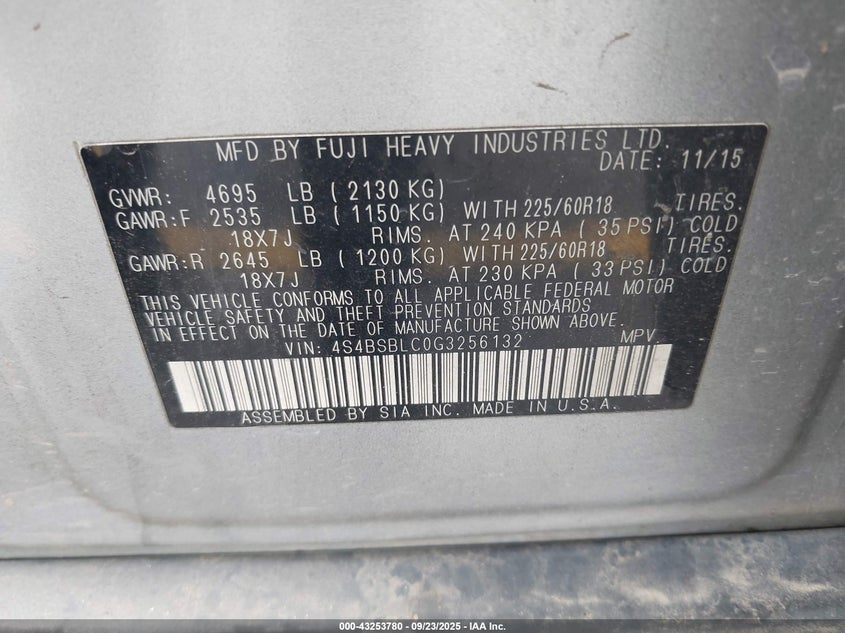 MFD BY FUJI HEAVY INDUSTRIES LTD.
DATE: 11/15
GVWR: 4695 LB (2130 KG)
GAWR:F 2535 LB (1150 KG) WITH 225/60R18 TIRES.
18X7J RIMS. AT 240 KPA (35 PSI) COLD
GAWR:R 2645 LB (1200 KG) WITH 225/60R18 TIRES.
18X7J RIMS. AT 230 KPA (33 PSI) COLD
THIS VEHICLE CONFORMS TO ALL APPLICABLE FEDERAL MOTOR
VEHICLE SAFETY AND THEFT PREVENTION STANDARDS
IN EFFECT ON THE DATE OF MANUFACTURE SHOWN ABOVE.
VIN: 4S4BSBLC0G3256132 MPV
ASSEMBLED BY SIA INC. MADE IN U.S.A.
000-43253780 - 09/23/2025 - IAA Inc.